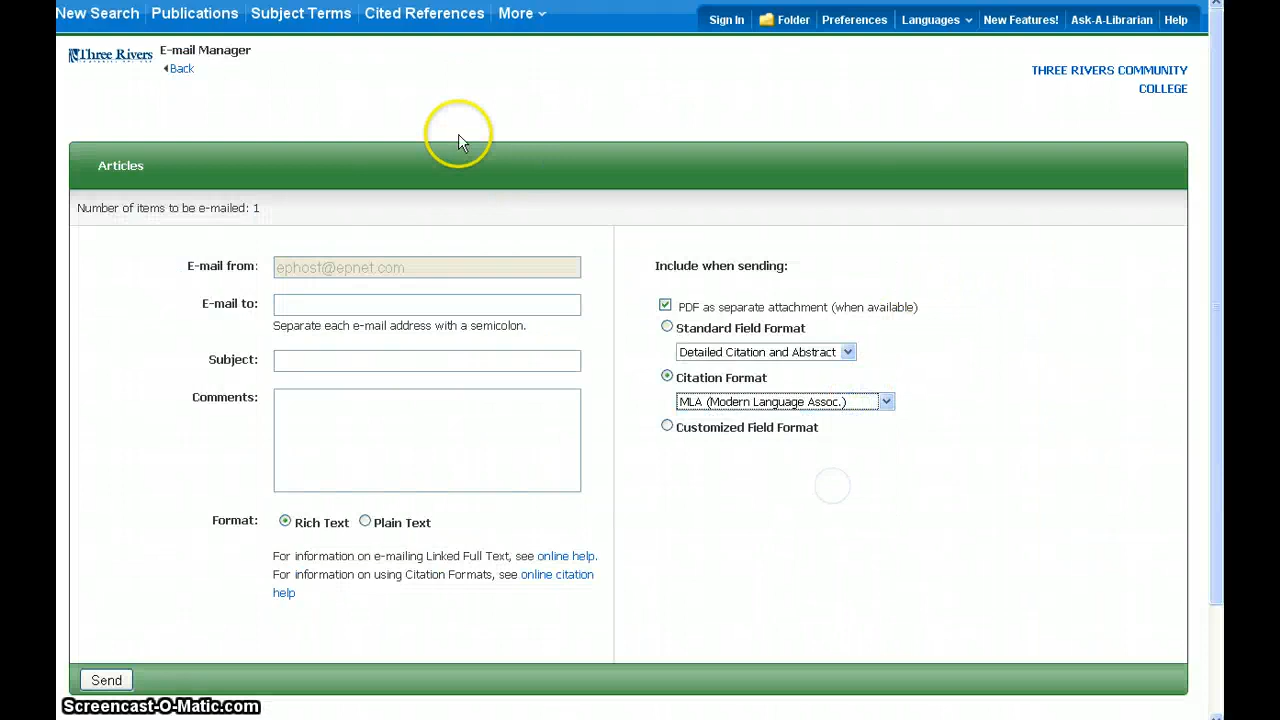 New Search Publications Subject Terms Cited References More
Sign In Folder Preferences Languages New Features! Ask-A-Librarian Help
Three Rivers
E-mail Manager
Back
THREE RIVERS COMMUNITY
COLLEGE
Articles
Number of items to be e-mailed: 1
E-mail from: ephost@epnet.com
E-mail to:
Separate each e-mail address with a semicolon.
Subject:
Comments:
Format: Rich Text Plain Text
For information on e-mailing Linked Full Text, see online help.
For information on using Citation Formats, see online citation
help
Include when sending:
PDF as separate attachment (when available)
Standard Field Format
Detailed Citation and Abstract
Citation Format
MLA (Modern Language Assoc.)
Customized Field Format
Send
Screencast-O-Matic.com